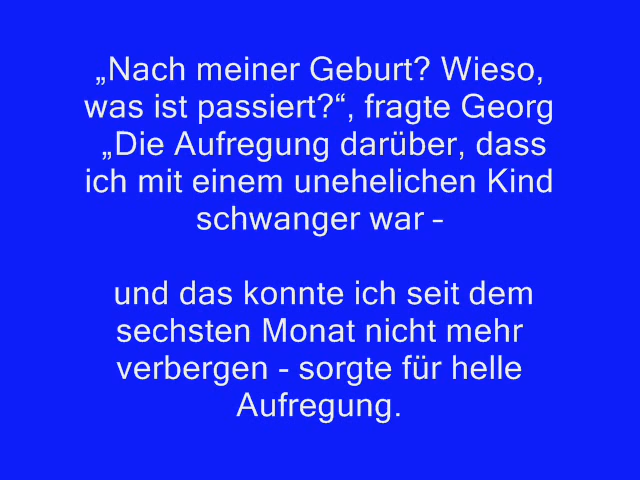 „Nach meiner Geburt? Wieso,
was ist passiert?“, fragte Georg
„Die Aufregung darüber, dass
ich mit einem unehelichen Kind
schwanger war –
und das konnte ich seit dem
sechsten Monat nicht mehr
verbergen - sorgte für helle
Aufregung.